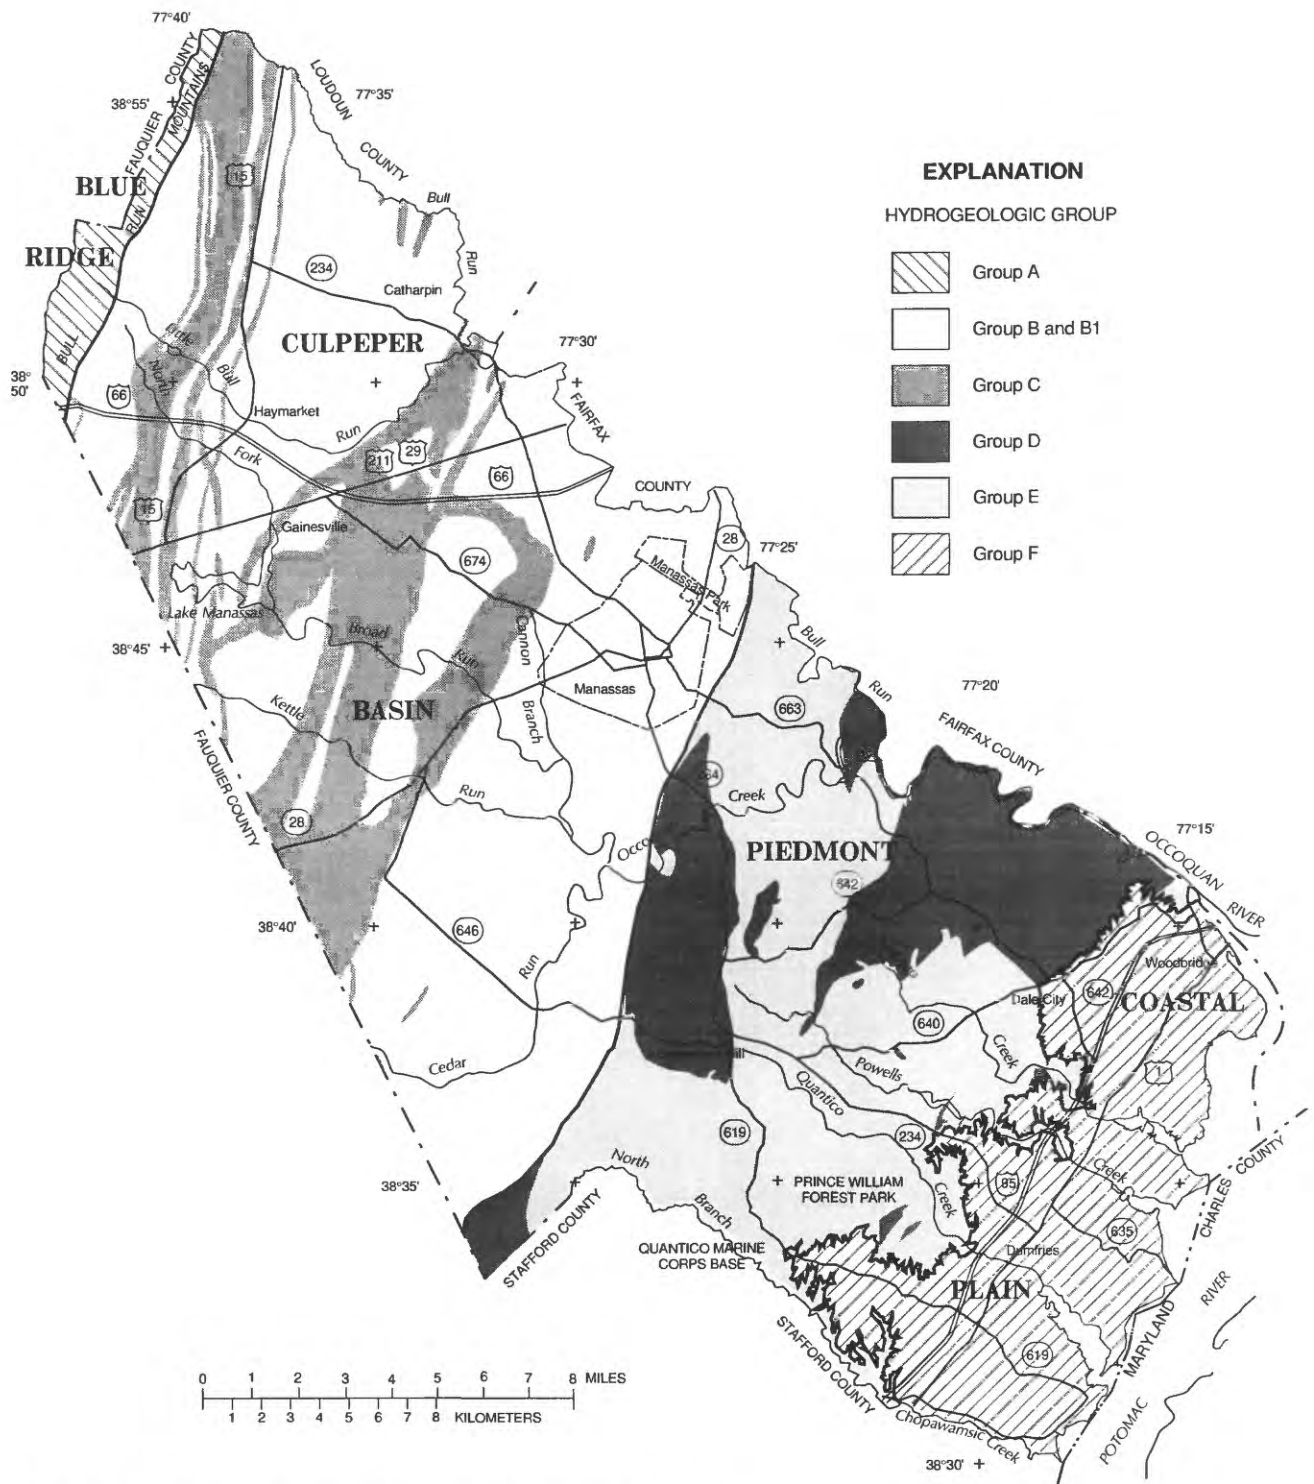 77°40'
FAUQUIER COUNTY
LOUDOUN COUNTY
38°55'
77°35'
BULL RUN MOUNTAINS
BLUE
RIDGE
15
Bull
Run
234
Catharpin
EXPLANATION
HYDROGEOLOGIC GROUP
Group A
Group B and B1
Group C
Group D
Group E
Group F
CULPEPER
77°30'
Little
Bull
Run
North
Fork
38°
50'
66
Haymarket
FAIRFAX
COUNTY
211
29
66
15
Gainesville
28
77°25'
674
Manassas Park
Lake Manassas
38°45'
Broad
Run
Cannon
Branch
Bull
Run
77°20'
Manassas
Kettle
Run
BASIN
663
FAIRFAX COUNTY
FAUQUIER COUNTY
28
Creek
77°15'
PIEDMONT
OCCOQUAN
RIVER
642
38°40'
646
Run
Woodbridge
Dale City
642
COASTAL
640
Cedar
Creek
Powells
1
Quantico
619
234
38°35'
North
Branch
PRINCE WILLIAM
FOREST PARK
Creek
Creek
CHARLES COUNTY
STAFFORD COUNTY
635
QUANTICO MARINE
CORPS BASE
Dumfries
PLAIN
RIVER
STAFFORD COUNTY
619
MARYLAND
0 1 2 3 4 5 6 7 8 MILES
1 2 3 4 5 6 7 8 KILOMETERS
Chopawamsic Creek
POTOMAC
38°30'